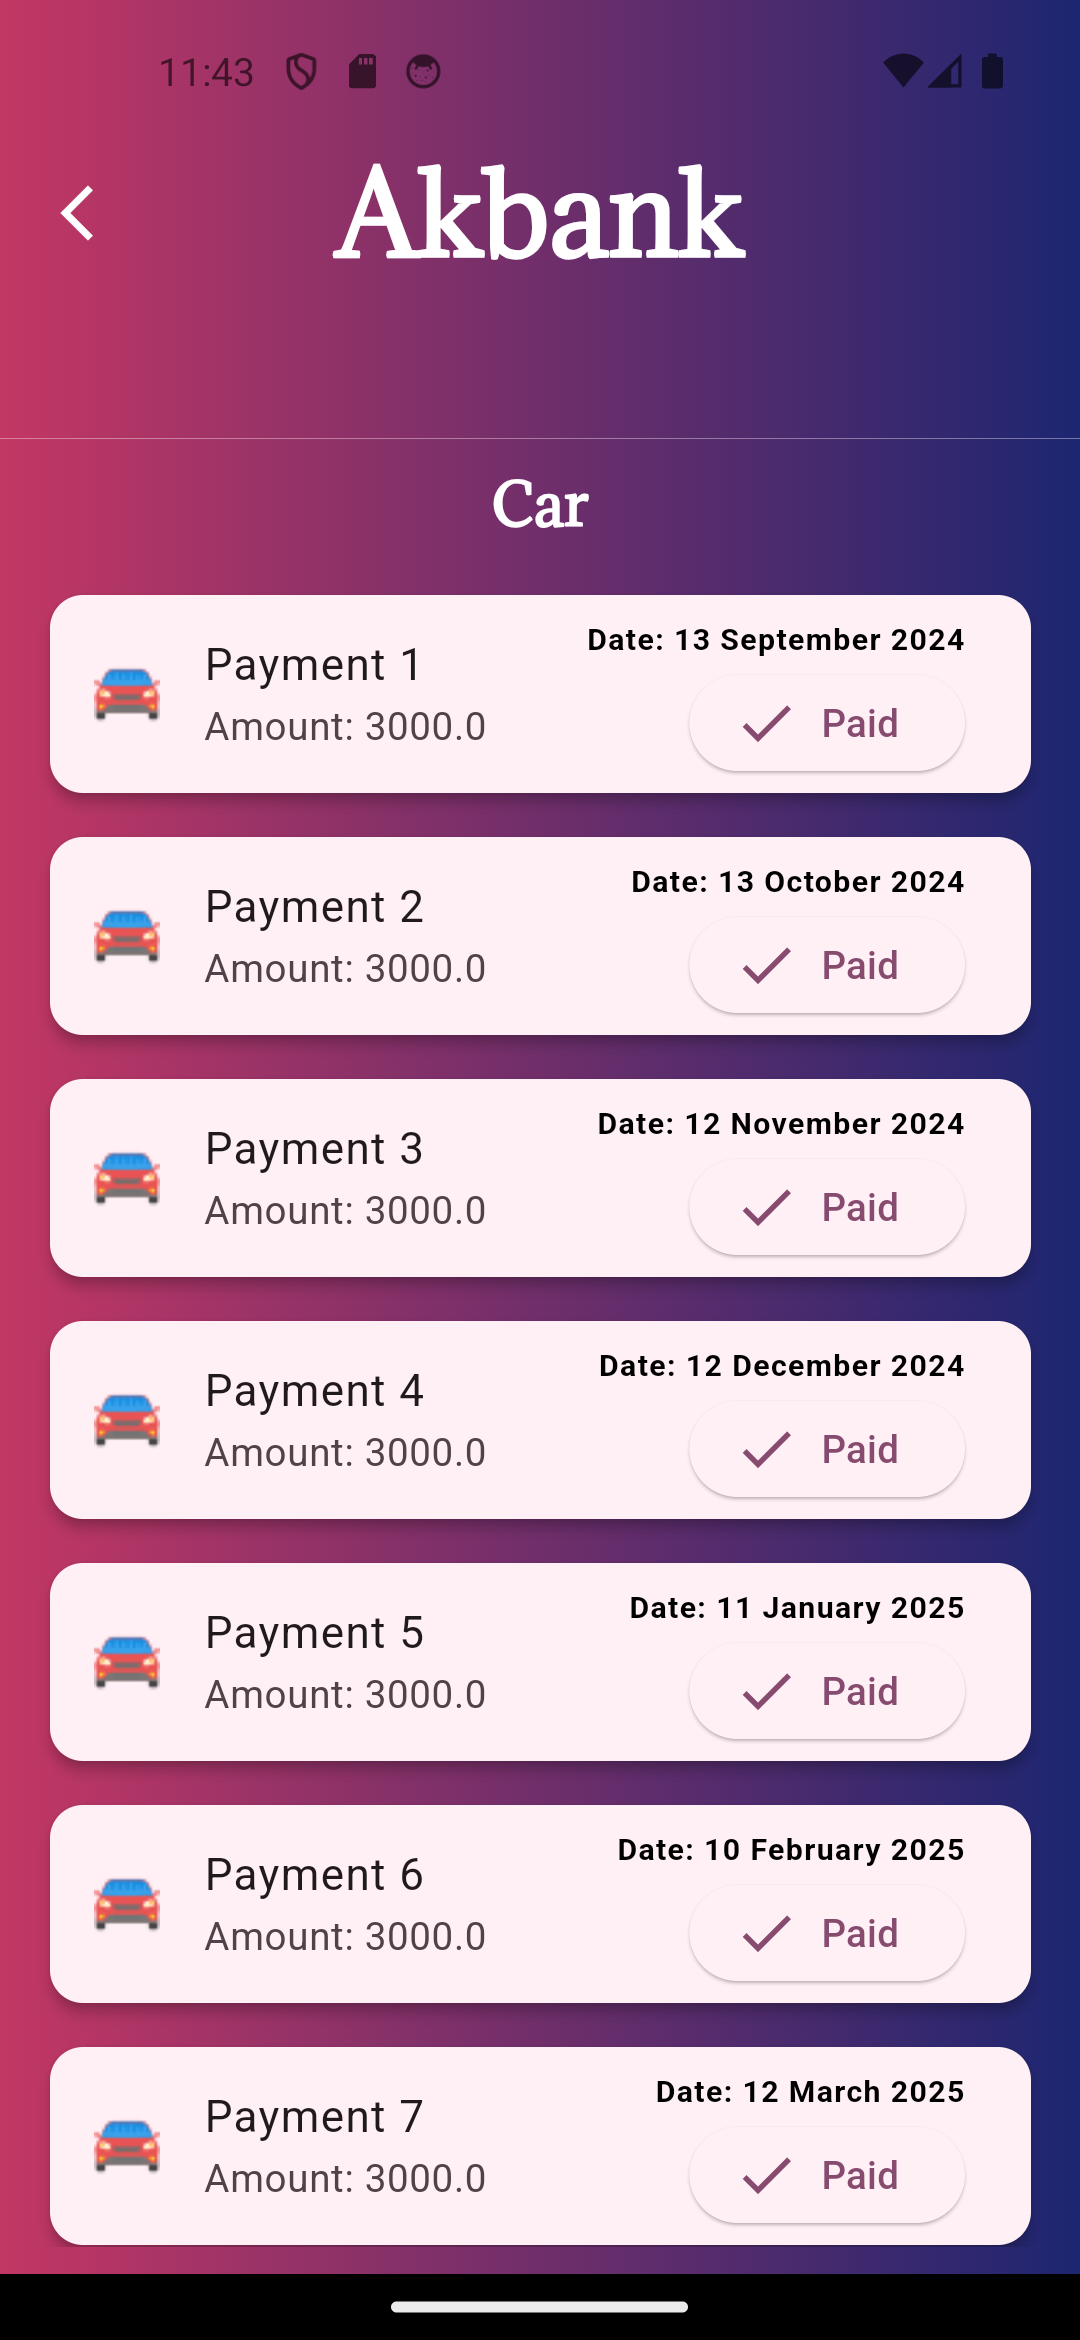 11:43
Akbank
Car
Date: 13 September 2024
Payment 1
Amount: 3000.0
Paid
Date: 13 October 2024
Payment 2
Amount: 3000.0
Paid
Date: 12 November 2024
Payment 3
Amount: 3000.0
Paid
Date: 12 December 2024
Payment 4
Amount: 3000.0
Paid
Date: 11 January 2025
Payment 5
Amount: 3000.0
Paid
Date: 10 February 2025
Payment 6
Amount: 3000.0
Paid
Date: 12 March 2025
Payment 7
Amount: 3000.0
Paid